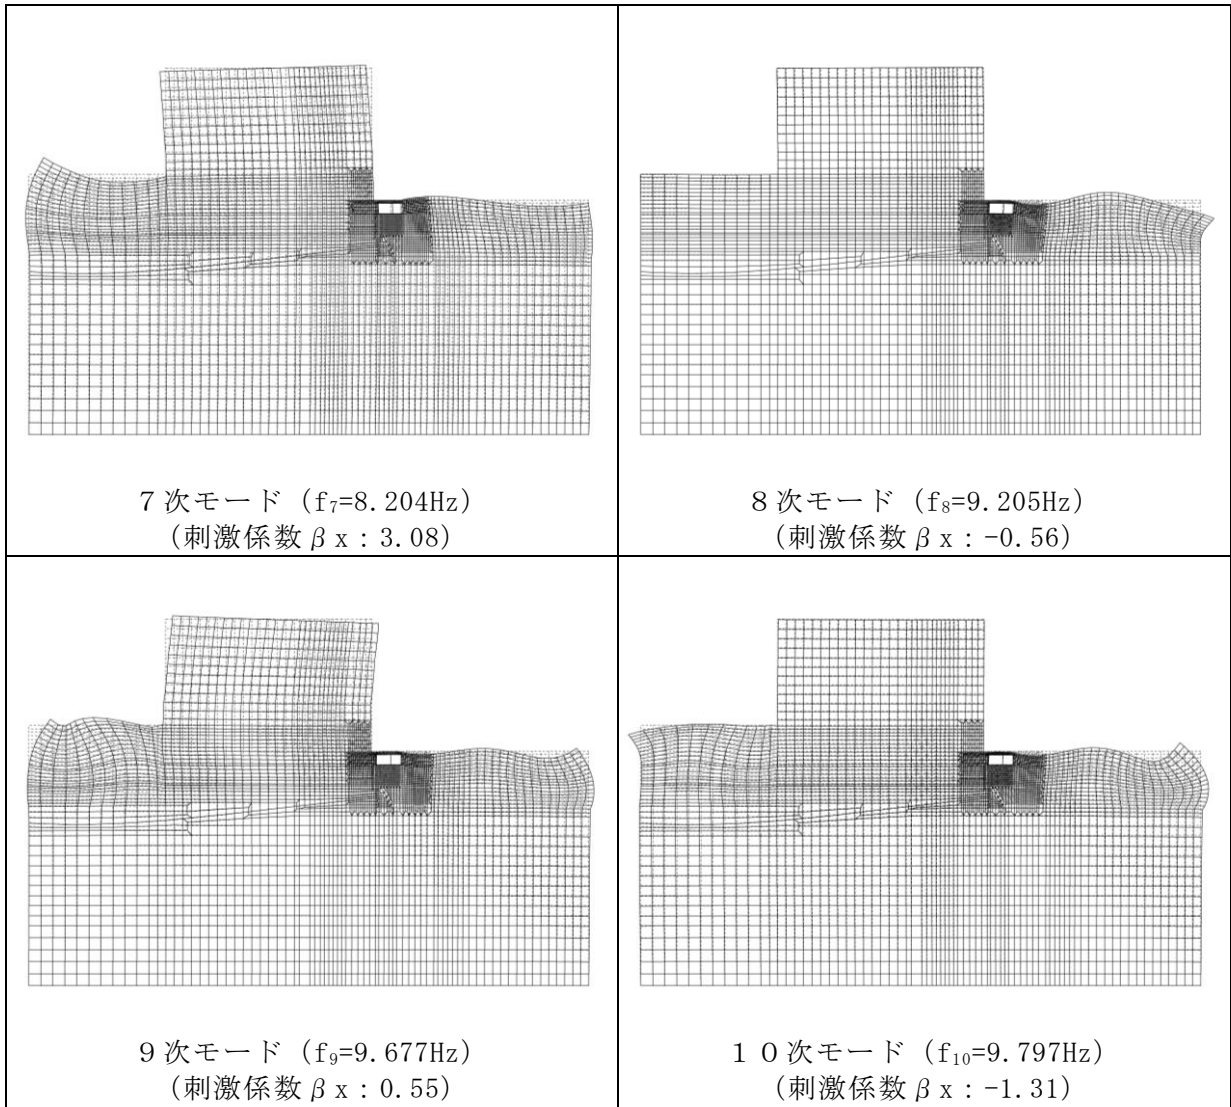 7次モード（f₇=8.204Hz）
（刺激係数βx：3.08）
8次モード（f₈=9.205Hz）
（刺激係数βx：-0.56）
9次モード（f₉=9.677Hz）
（刺激係数βx：0.55）
10次モード（f₁₀=9.797Hz）
（刺激係数βx：-1.31）